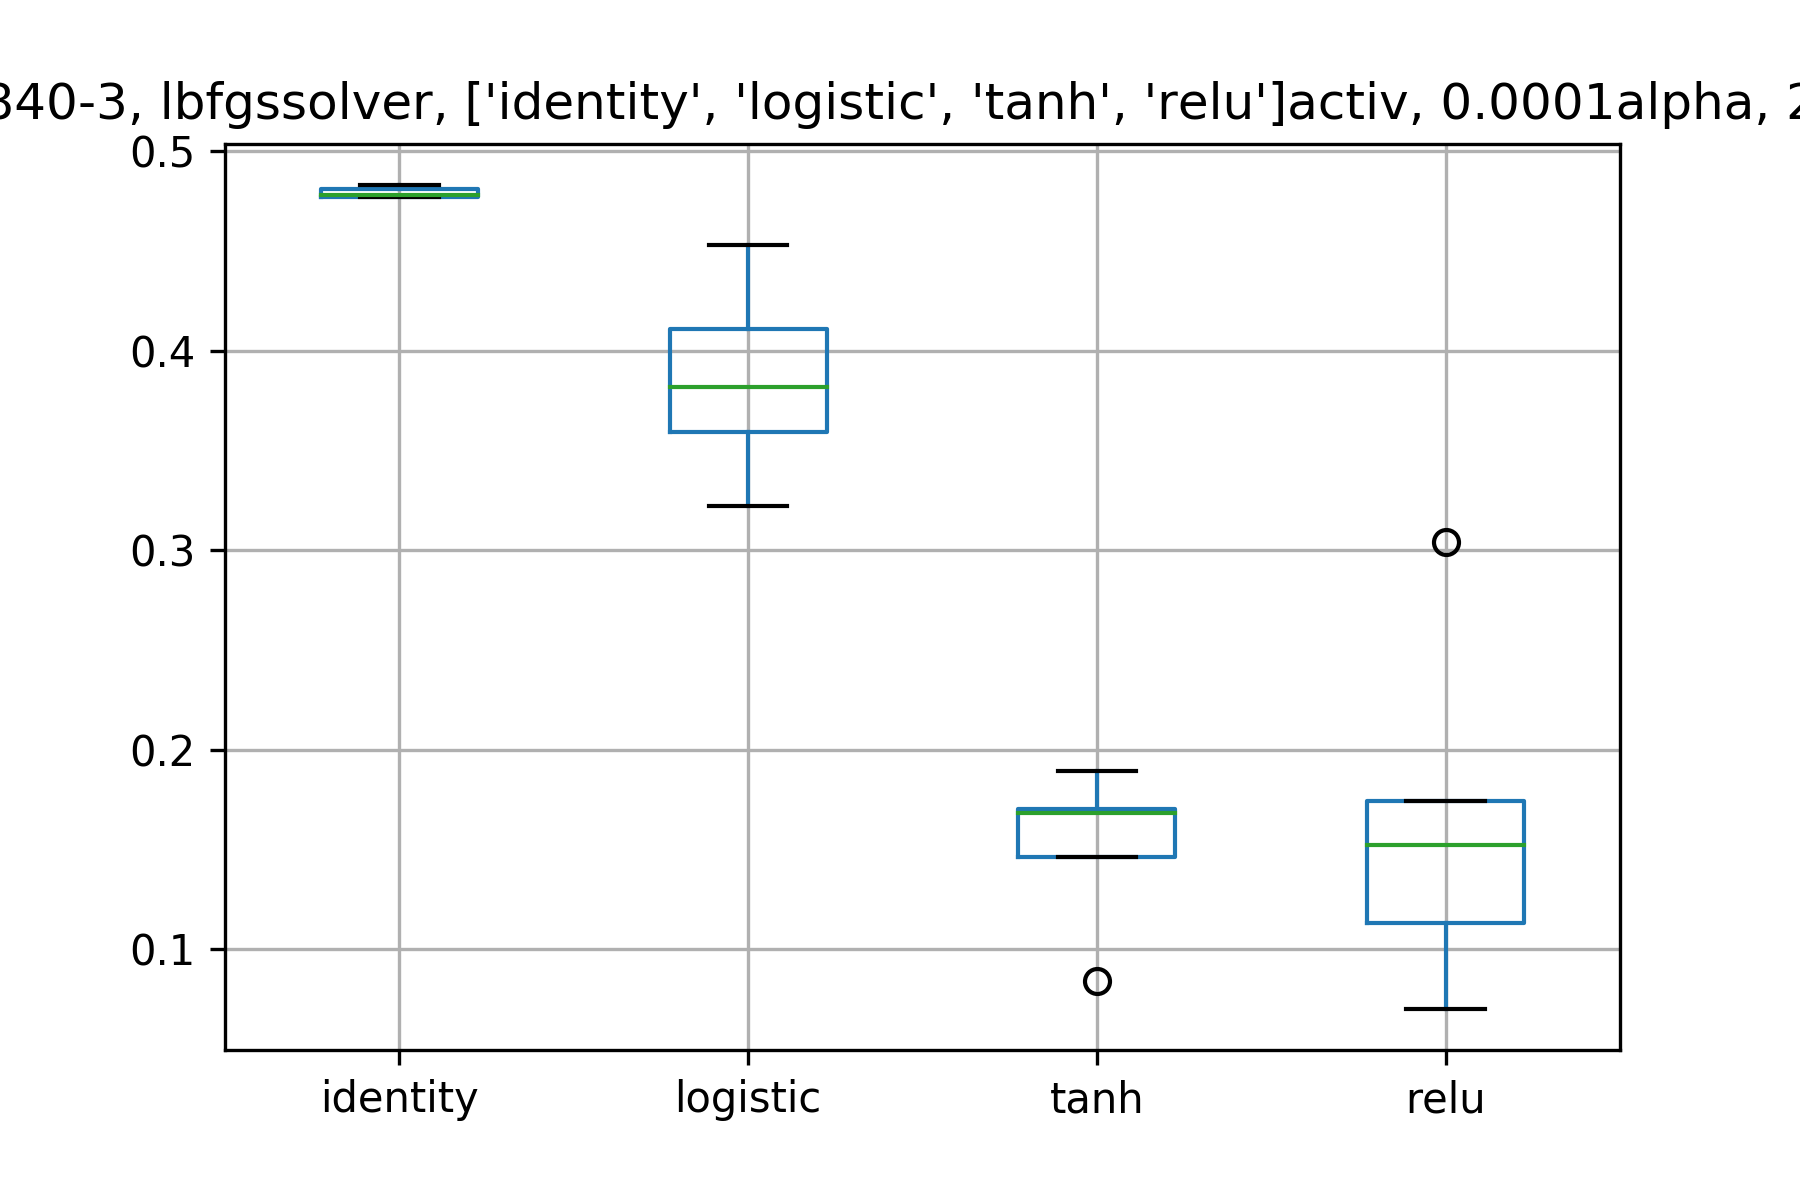 340-3, lbfgssolver, ['identity', 'logistic', 'tanh', 'relu']activ, 0.0001alpha, 2
0.5
0.4
0.3
0.2
0.1
identity logistic tanh relu